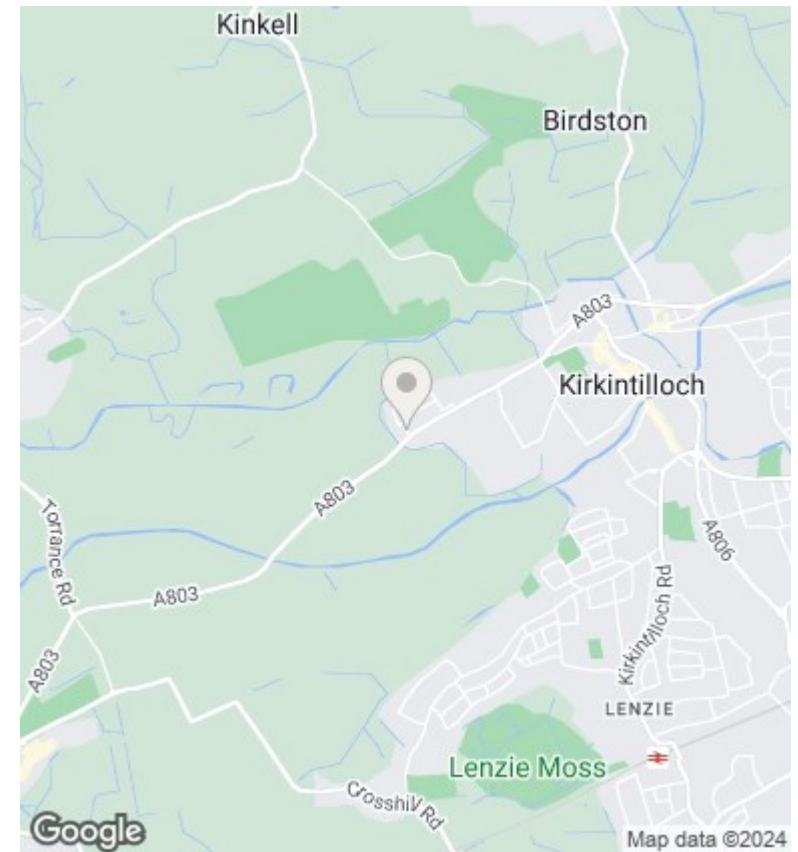 Kinkell
Birdston
A803
Kirkintilloch
A803
Torrance Rd
A803
A806
A803
Kirkintilloch Rd
LENZIE
Lenzie Moss
Crosshill Rd
Google
Map data ©2024